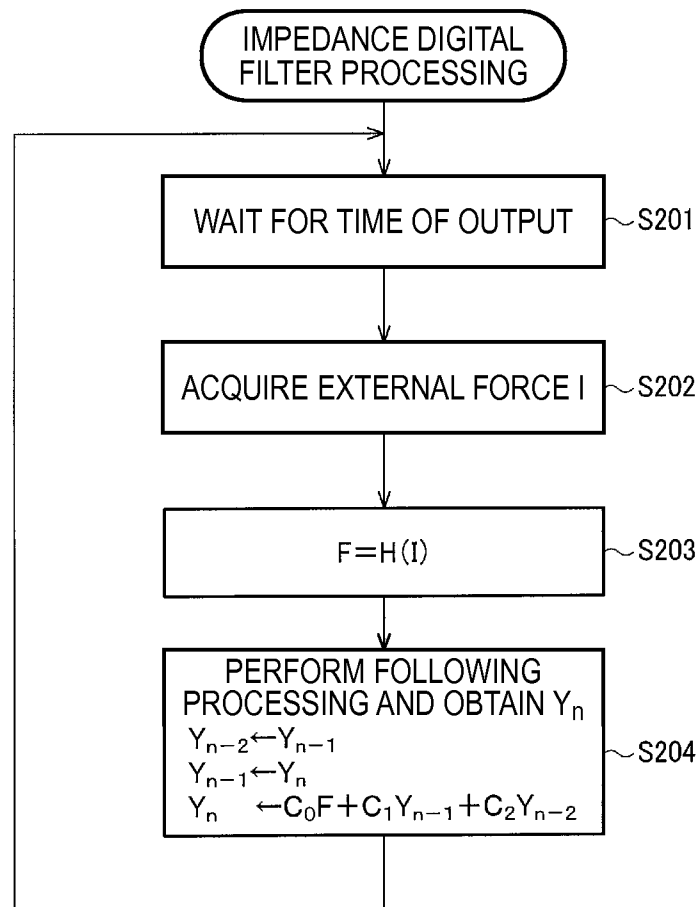 IMPEDANCE DIGITAL
FILTER PROCESSING
WAIT FOR TIME OF OUTPUT
S201
ACQUIRE EXTERNAL FORCE I
S202
F=H(I)
S203
PERFORM FOLLOWING
PROCESSING AND OBTAIN Yₙ
Yₙ₋₂←Yₙ₋₁
Yₙ₋₁←Yₙ
Yₙ ←C₀F+C₁Yₙ₋₁+C₂Yₙ₋₂
S204